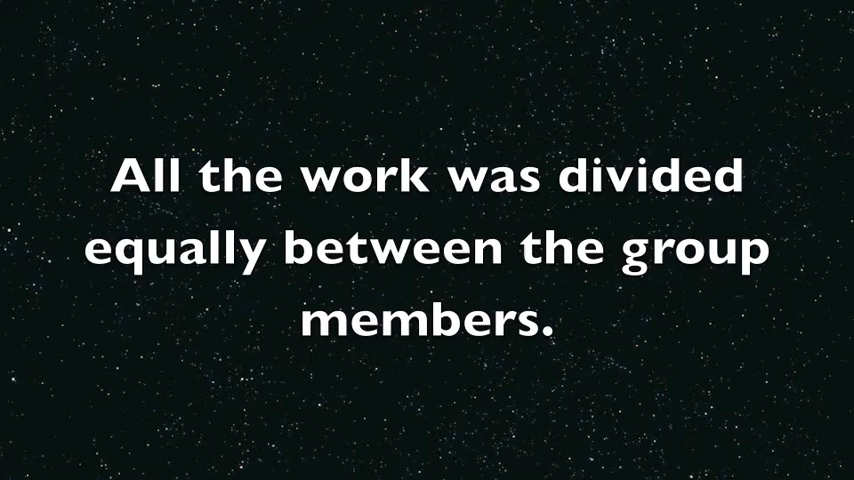 All the work was divided
equally between the group
members.